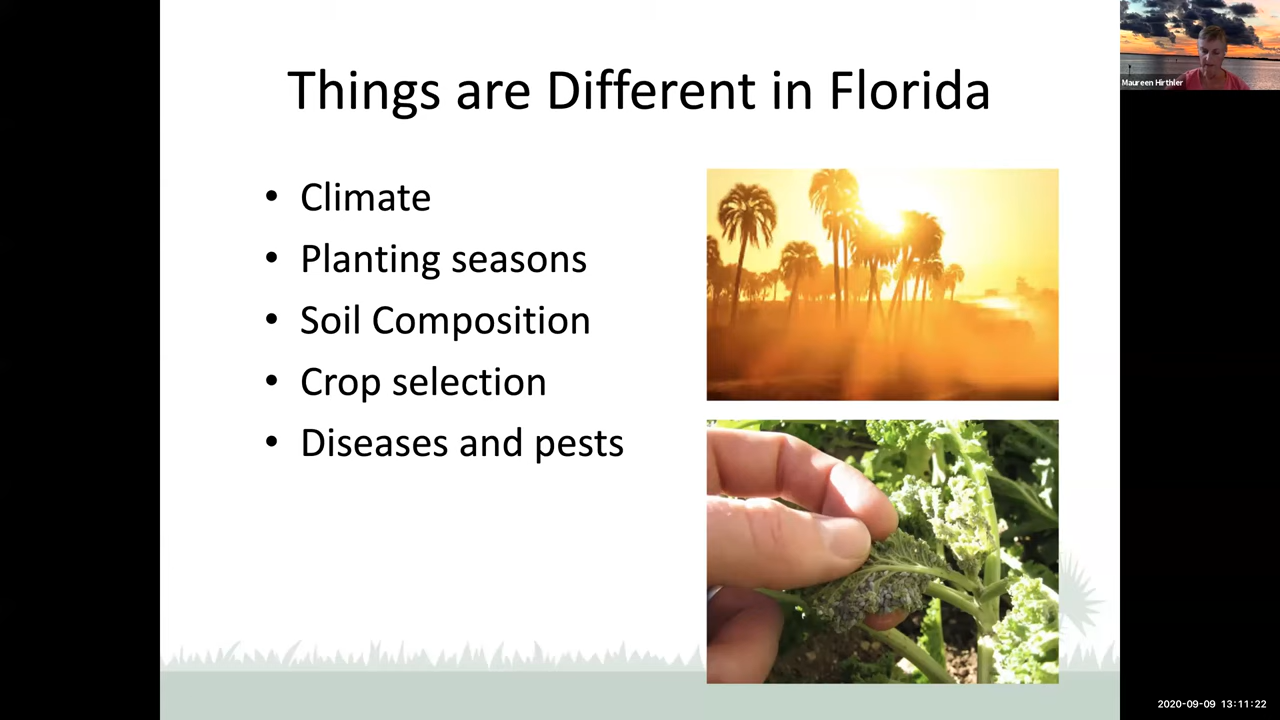 Things are Different in Florida
Maureen Hirthler
• Climate
• Planting seasons
• Soil Composition
• Crop selection
• Diseases and pests
2020-09-09 13:11:22